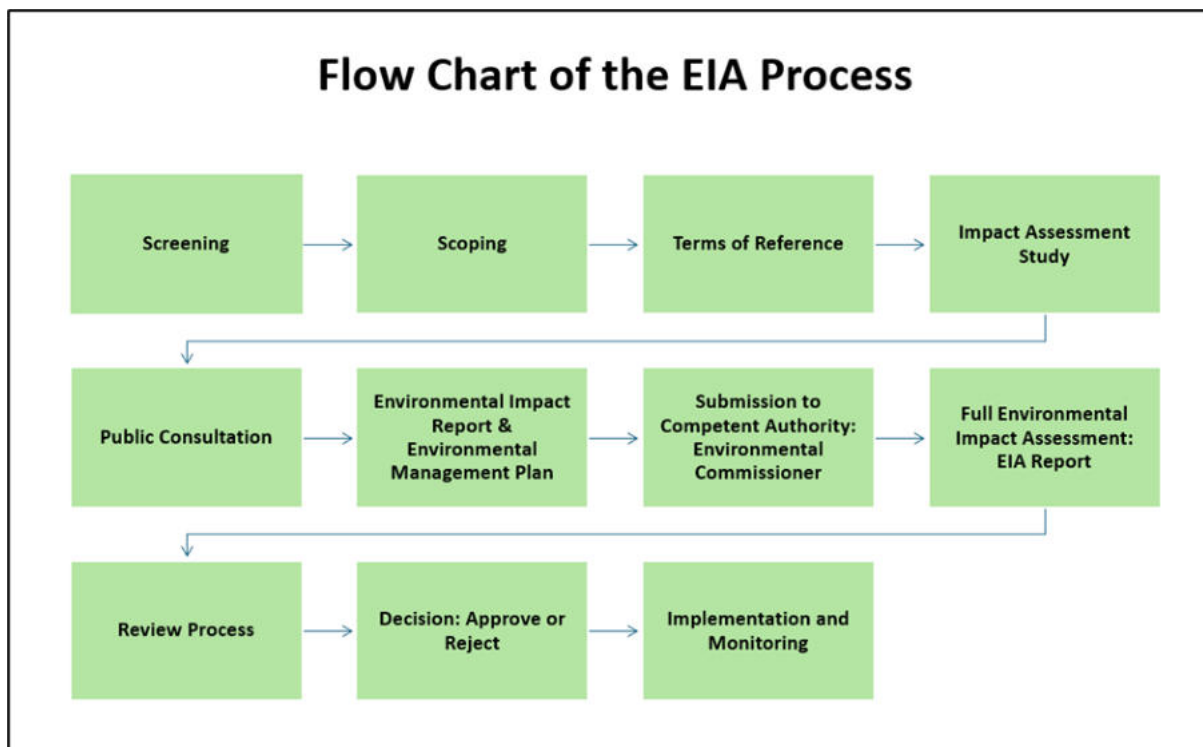 Flow Chart of the EIA Process
Screening
Scoping
Terms of Reference
Impact Assessment
Study
Public Consultation
Environmental Impact
Report &
Environmental
Management Plan
Submission to
Competent Authority:
Environmental
Commissioner
Full Environmental
Impact Assessment:
EIA Report
Review Process
Decision: Approve or
Reject
Implementation and
Monitoring